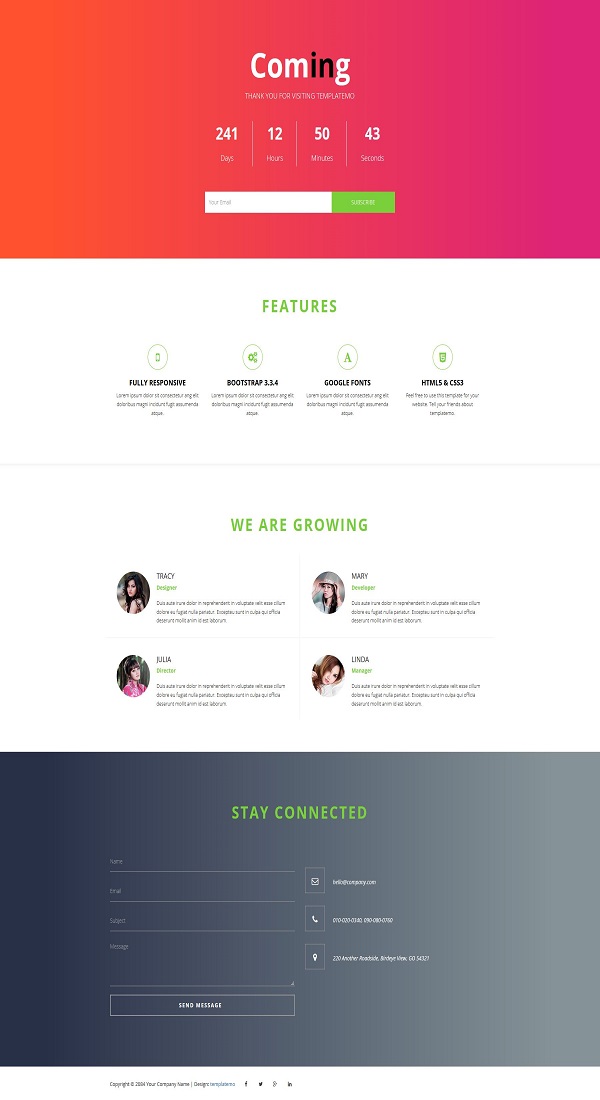 Coming
THANK YOU FOR VISITING TEMPLATEMO
241 12 50 43
Days Hours Minutes Seconds
Your Email SUBSCRIBE
FEATURES
FULLY RESPONSIVE
Lorem ipsum dolor sit consectetur ang elit
doloribus magni incidunt fugit assumenda
atque.
BOOTSTRAP 3.3.4
Lorem ipsum dolor sit consectetur ang elit
doloribus magni incidunt fugit assumenda
atque.
GOOGLE FONTS
Lorem ipsum dolor sit consectetur ang elit
doloribus magni incidunt fugit assumenda
atque.
HTML5 & CSS3
Feel free to use this template for your
website. Tell your friends about
templatemo.
WE ARE GROWING
TRACY
Designer
Duis aute irure dolor in reprehenderit in voluptate velit esse cillum
dolore eu fugiat nulla pariatur. Excepteu sunt in culpa qui officia
deserunt mollit anim id est laborum.
MARY
Developer
Duis aute irure dolor in reprehenderit in voluptate velit esse cillum
dolore eu fugiat nulla pariatur. Excepteu sunt in culpa qui officia
deserunt mollit anim id est laborum.
JULIA
Director
Duis aute irure dolor in reprehenderit in voluptate velit esse cillum
dolore eu fugiat nulla pariatur. Excepteu sunt in culpa qui officia
deserunt mollit anim id est laborum.
LINDA
Manager
Duis aute irure dolor in reprehenderit in voluptate velit esse cillum
dolore eu fugiat nulla pariatur. Excepteu sunt in culpa qui officia
deserunt mollit anim id est laborum.
STAY CONNECTED
Name
Email
Subject
Message
SEND MESSAGE
hello@company.com
010-020-0340, 090-080-0760
220 Another Roadside, Birdeye View, GO 54321
Copyright © 2084 Your Company Name | Design: templatemo